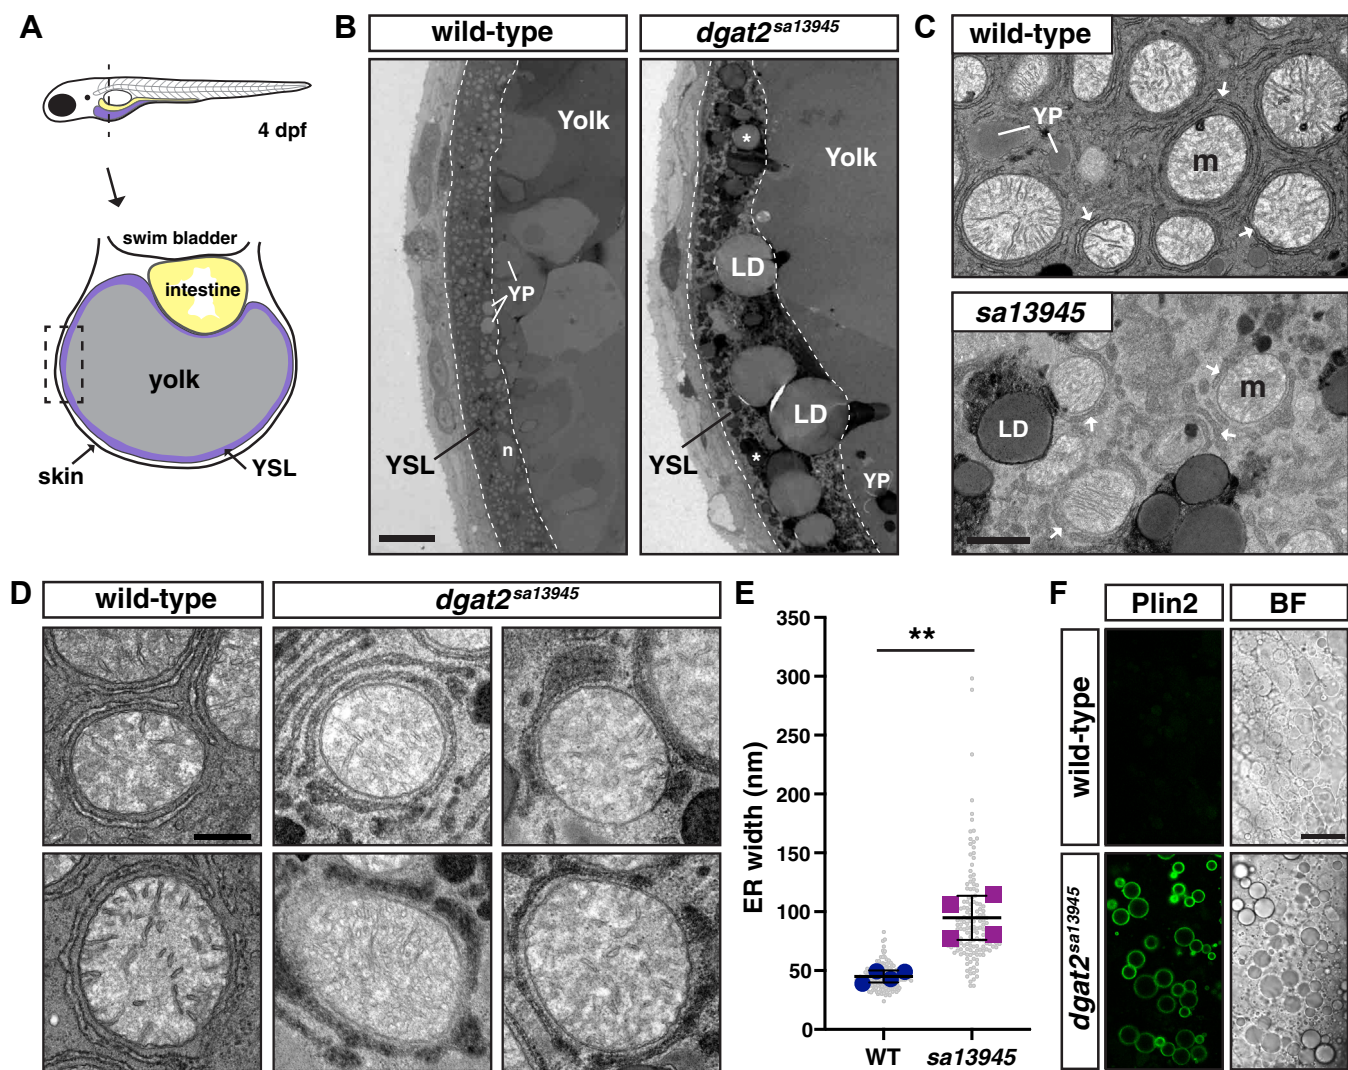 A
4 dpf
swim bladder
intestine
yolk
skin
YSL
B
wild-type
dgat2sa13945
Yolk
YP
YSL
n
*
Yolk
LD
LD
YSL
*
YP
C
wild-type
YP
m
sa13945
m
LD
D
wild-type
dgat2sa13945
E
350
300
250
200
150
100
50
0
ER width (nm)
**
WT
sa13945
F
Plin2
BF
wild-type
dgat2sa13945